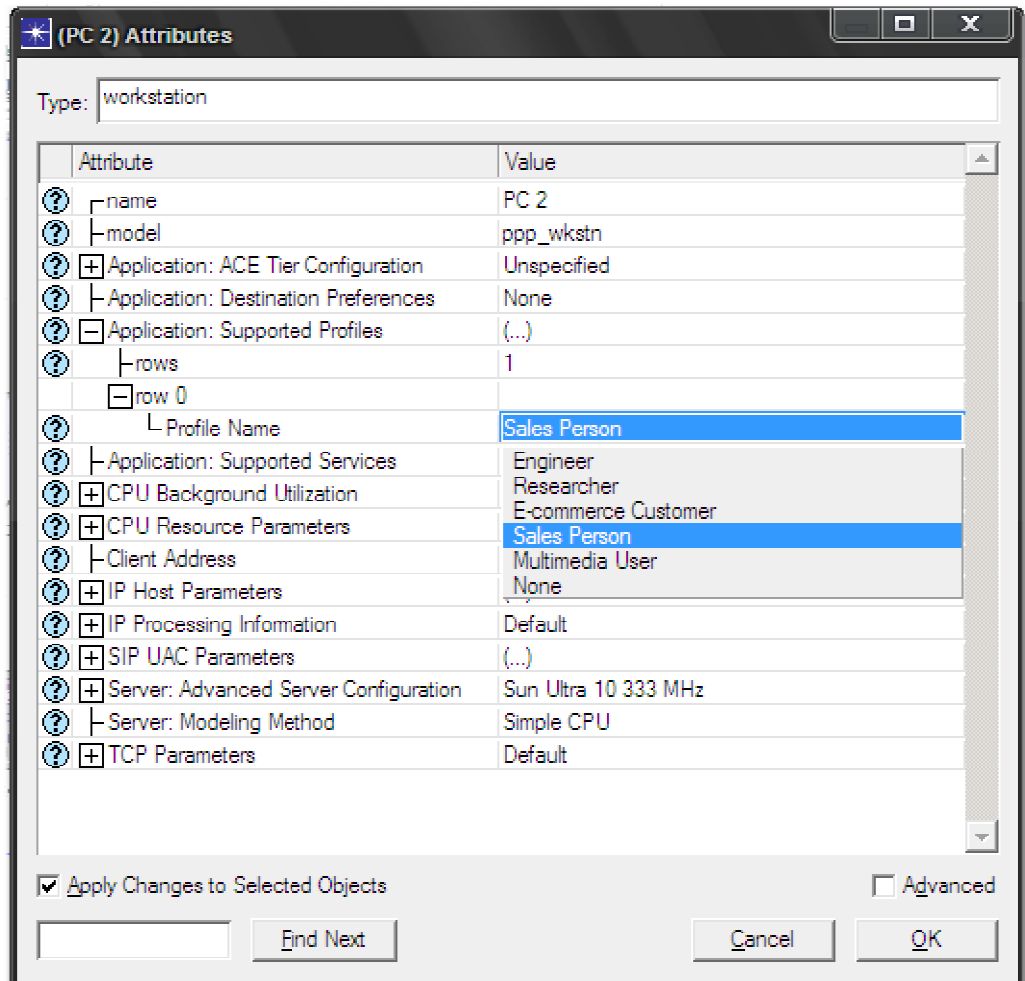 (PC 2) Attributes
Type: workstation
Attribute Value
name PC 2
model ppp_wkstn
Application: ACE Tier Configuration Unspecified
Application: Destination Preferences None
Application: Supported Profiles (...)
rows 1
row 0
Profile Name Sales Person
Application: Supported Services
Engineer
CPU Background Utilization
Researcher
E-commerce Customer
CPU Resource Parameters
Sales Person
Client Address
Multimedia User
IP Host Parameters
None
IP Processing Information Default
SIP UAC Parameters (...)
Server: Advanced Server Configuration Sun Ultra 10 333 MHz
Server: Modeling Method Simple CPU
TCP Parameters Default
Apply Changes to Selected Objects Advanced
Find Next Cancel OK